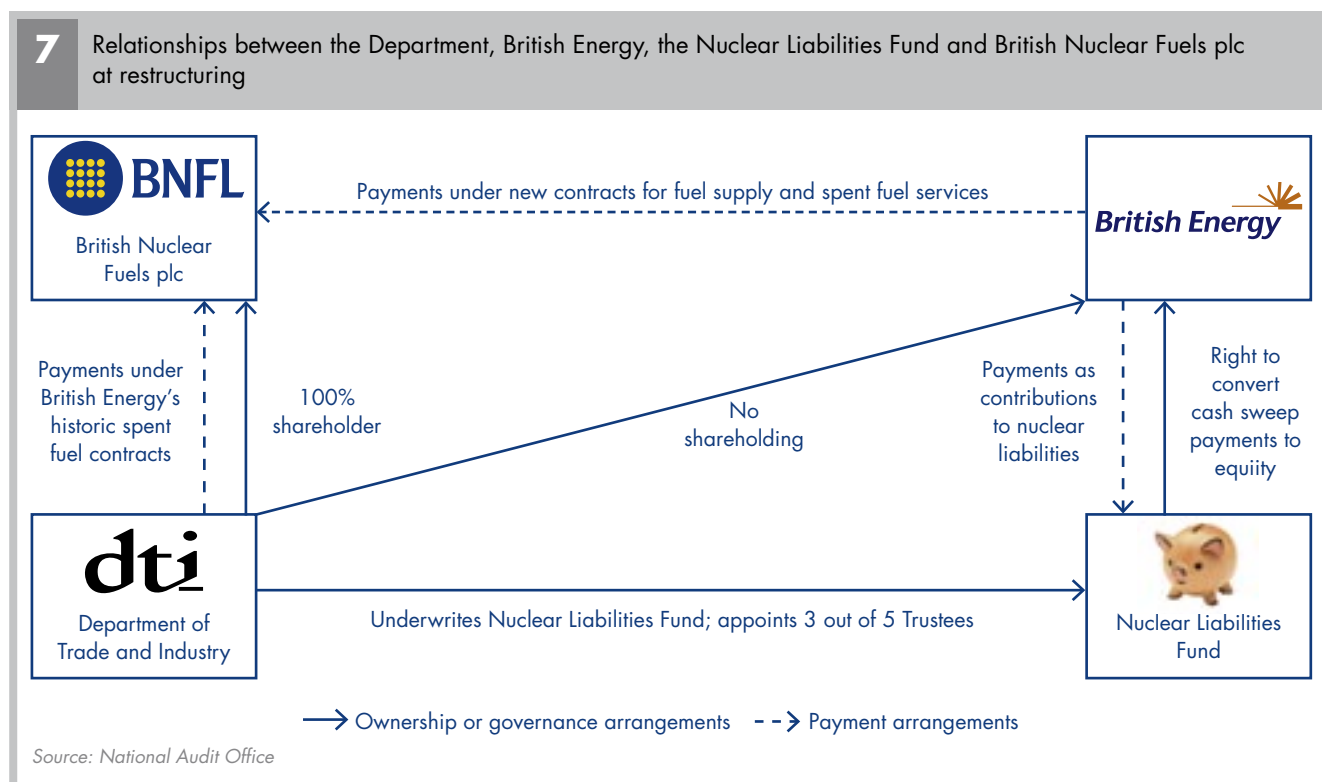 7
Relationships between the Department, British Energy, the Nuclear Liabilities Fund and British Nuclear Fuels plc
at restructuring
BNFL
British Nuclear
Fuels plc
Payments under new contracts for fuel supply and spent fuel services
British Energy
Payments under
British Energy’s
historic spent
fuel contracts
100%
shareholder
No
shareholding
Payments as
contributions
to nuclear
liabilities
Right to
convert
cash sweep
payments to
equiity
dti
Department of
Trade and Industry
Underwrites Nuclear Liabilities Fund; appoints 3 out of 5 Trustees
Nuclear Liabilities
Fund
Ownership or governance arrangements
Payment arrangements
Source: National Audit Office